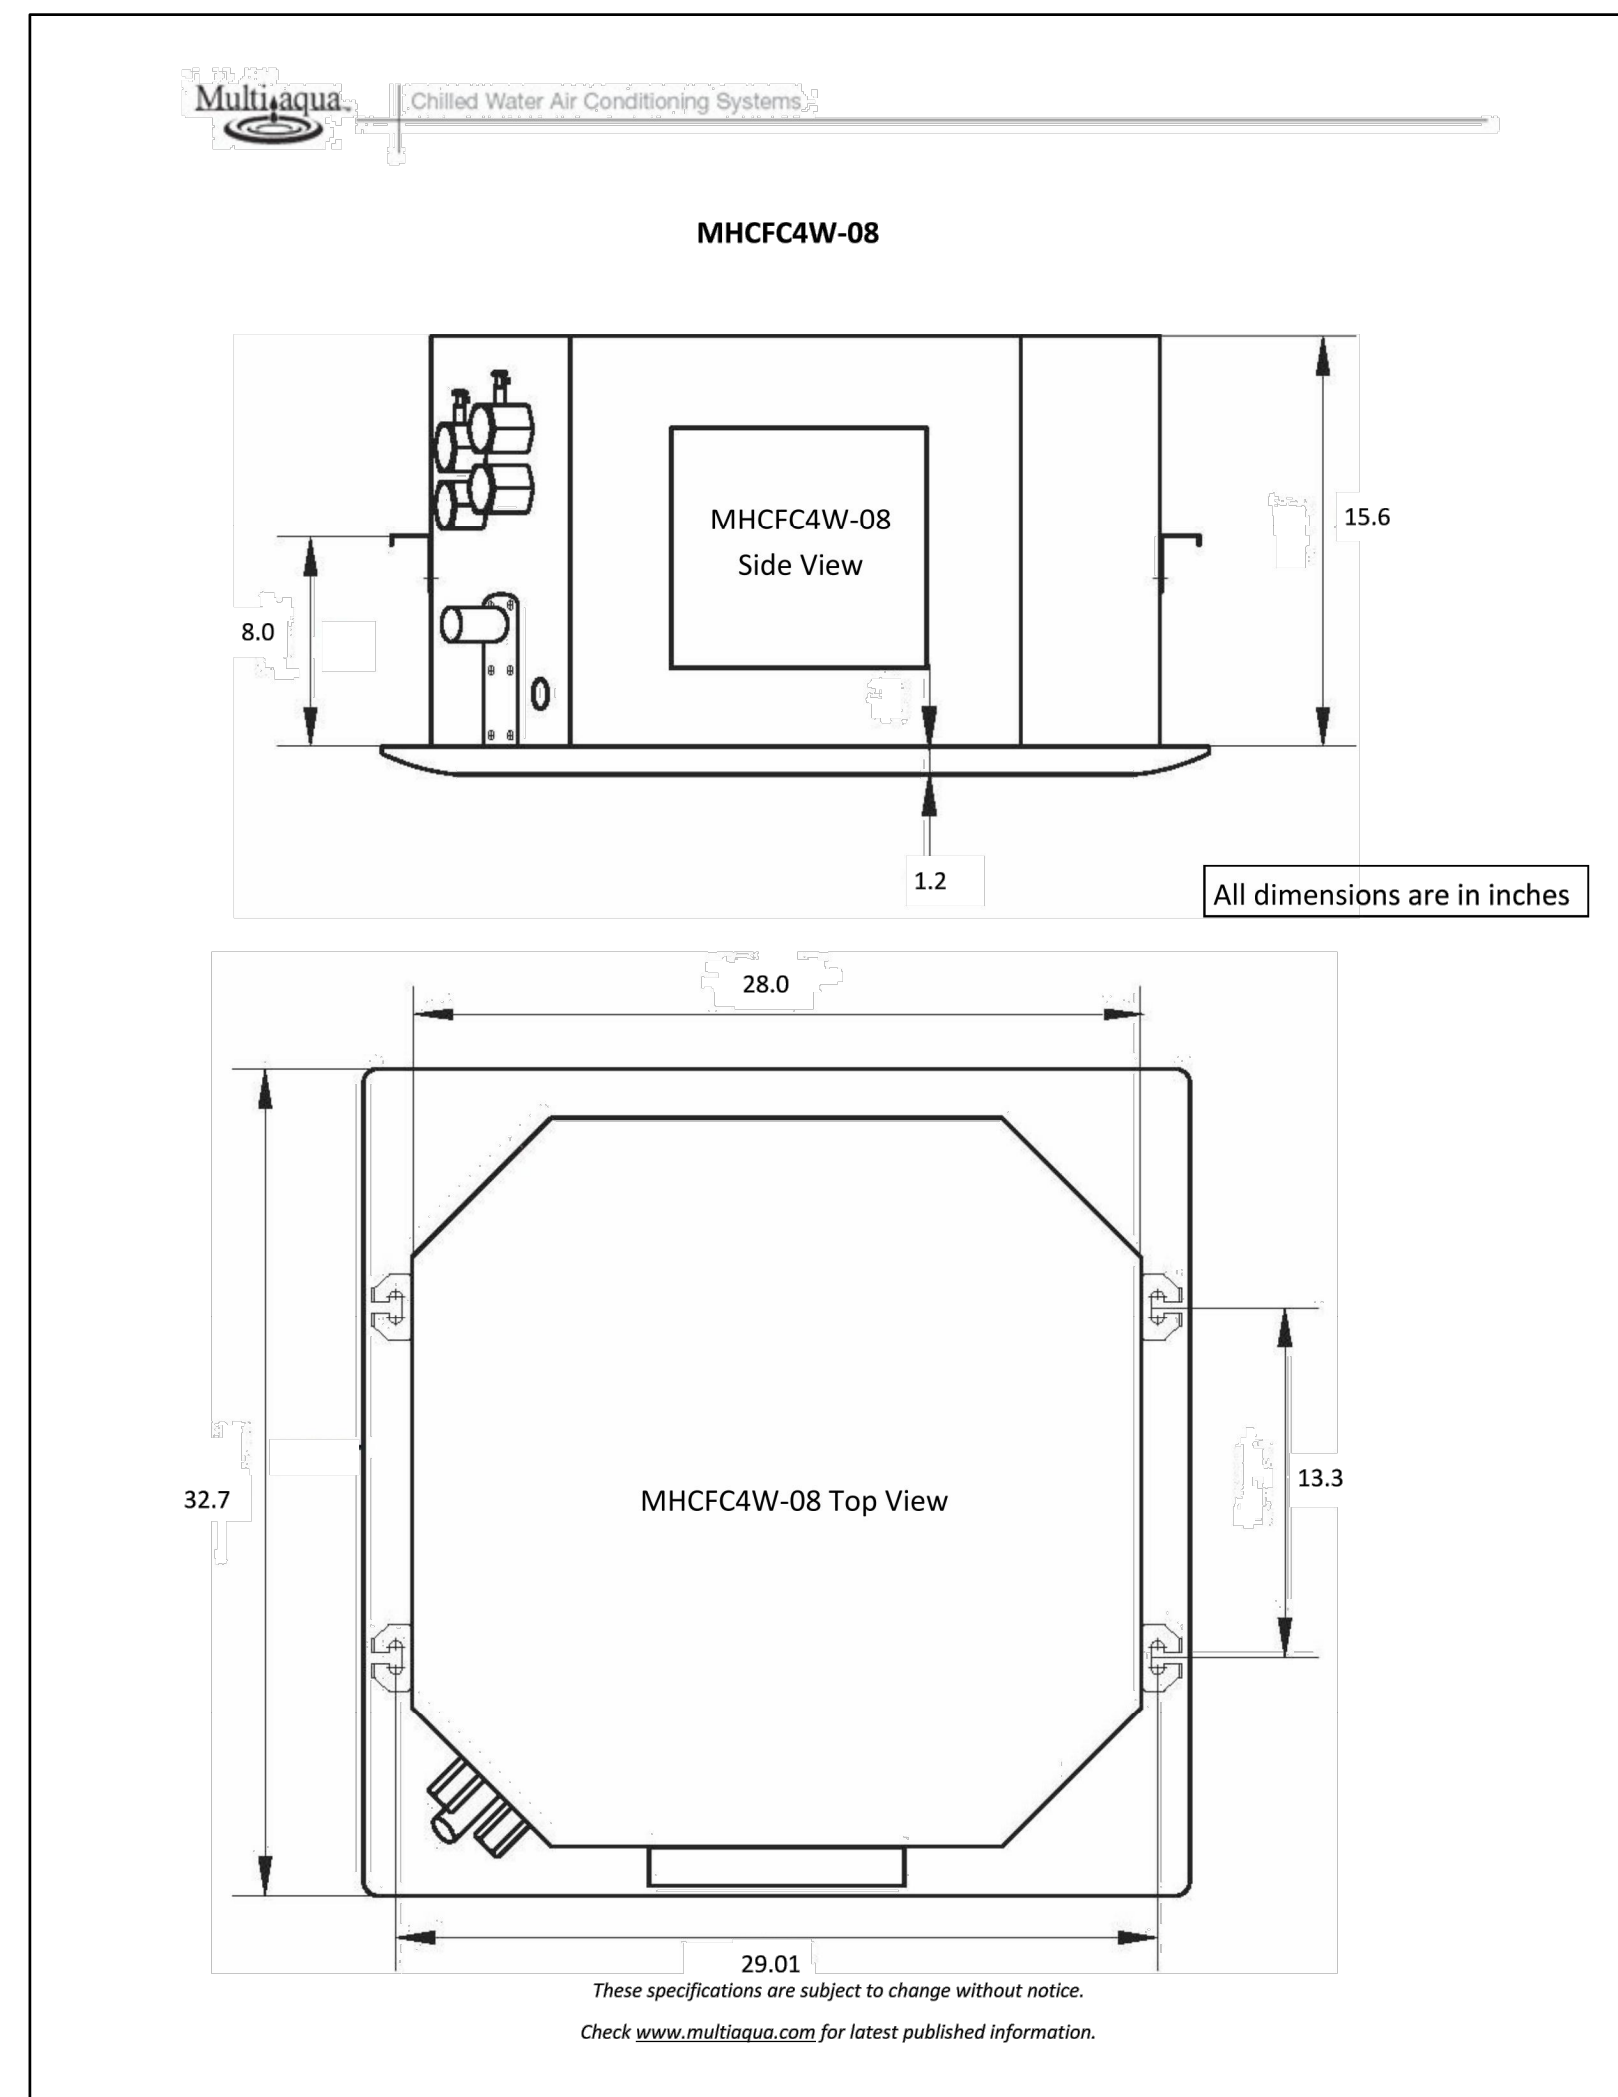 Multiaqua
Chilled Water Air Conditioning Systems
MHCFC4W-08
MHCFC4W-08
Side View
15.6
8.0
1.2
All dimensions are in inches
28.0
MHCFC4W-08 Top View
32.7
13.3
29.01
These specifications are subject to change without notice.
Check www.multiaqua.com for latest published information.